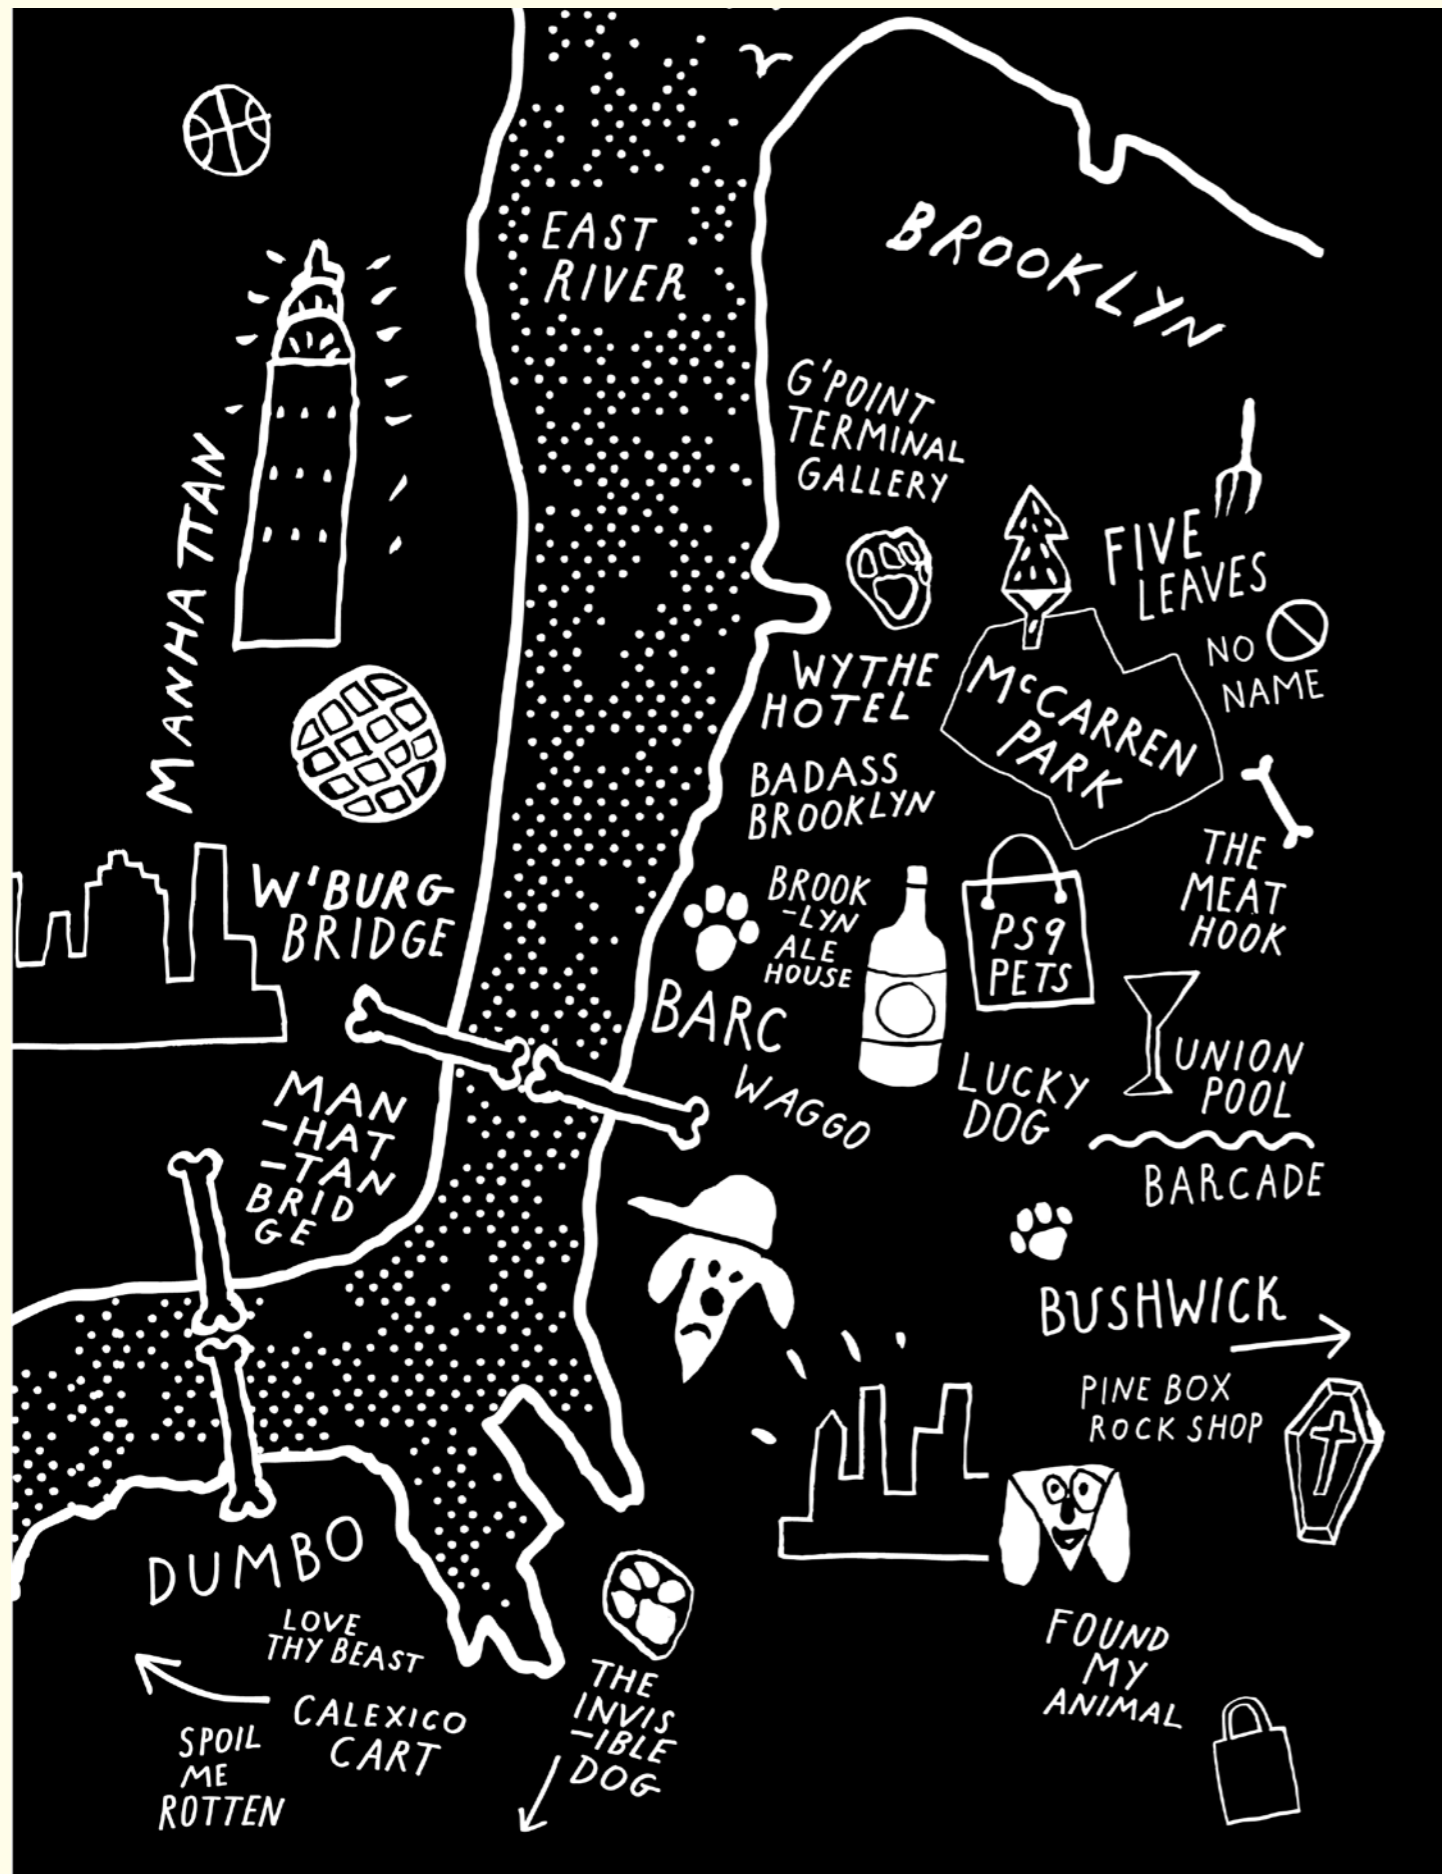 EAST
RIVER
BROOKLYN
MANHATTAN
G'POINT
TERMINAL
GALLERY
FIVE
LEAVES
NO
NAME
WYTHE
HOTEL
McCARREN
PARK
BADASS
BROOKLYN
THE
MEAT
HOOK
W'BURG
BRIDGE
BROOK
-LYN
ALE
HOUSE
PS9
PETS
BARC
WAGGO
LUCKY
DOG
UNION
POOL
BARCADE
MAN
-HAT
-TAN
BRID
GE
BUSHWICK
PINE BOX
ROCK SHOP
DUMBO
LOVE
THY BEAST
CALEXICO
CART
SPOIL
ME
ROTTEN
THE
INVIS
-IBLE
DOG
FOUND
MY
ANIMAL